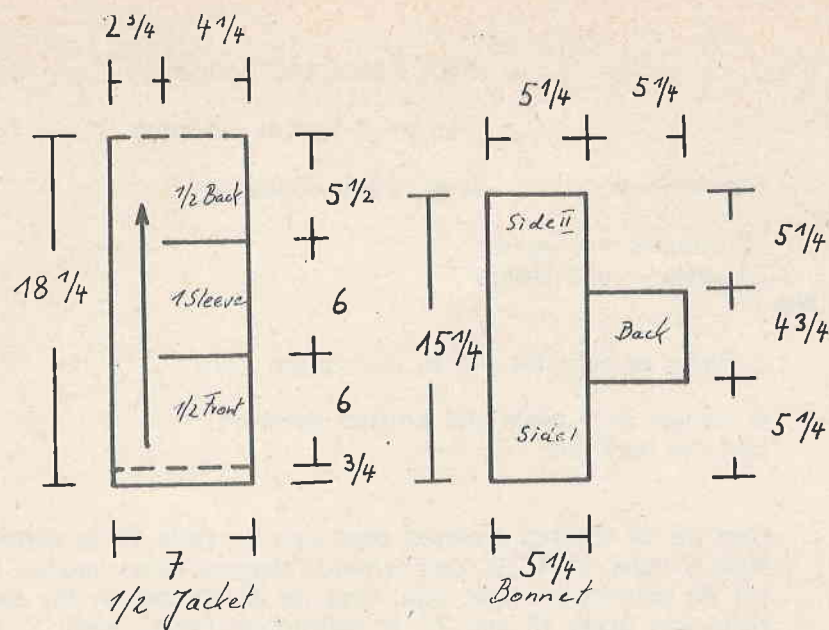 2 3/4 4 1/4
5 1/4 5 1/4
1/2 Back
5 1/2
Side II
5 1/4
18 1/4
1 Sleeve
6
15 1/4
Back
4 3/4
1/2 Front
6
Side I
5 1/4
3/4
7
5 1/4
1/2 Jacket
Bonnet